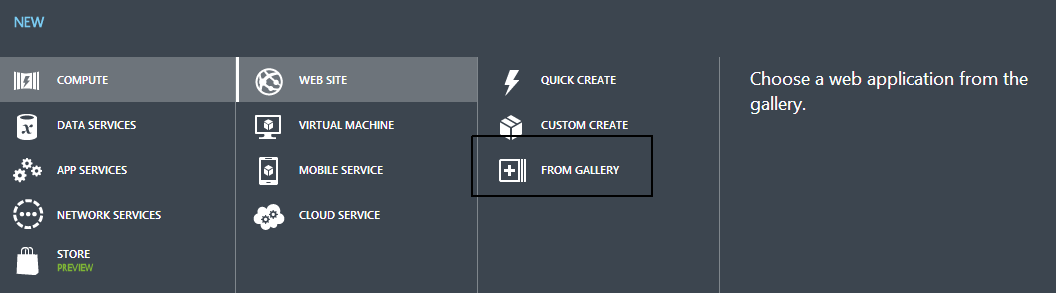 NEW
COMPUTE
DATA SERVICES
APP SERVICES
NETWORK SERVICES
STORE
PREVIEW
WEB SITE
VIRTUAL MACHINE
MOBILE SERVICE
CLOUD SERVICE
QUICK CREATE
CUSTOM CREATE
FROM GALLERY
Choose a web application from the
gallery.